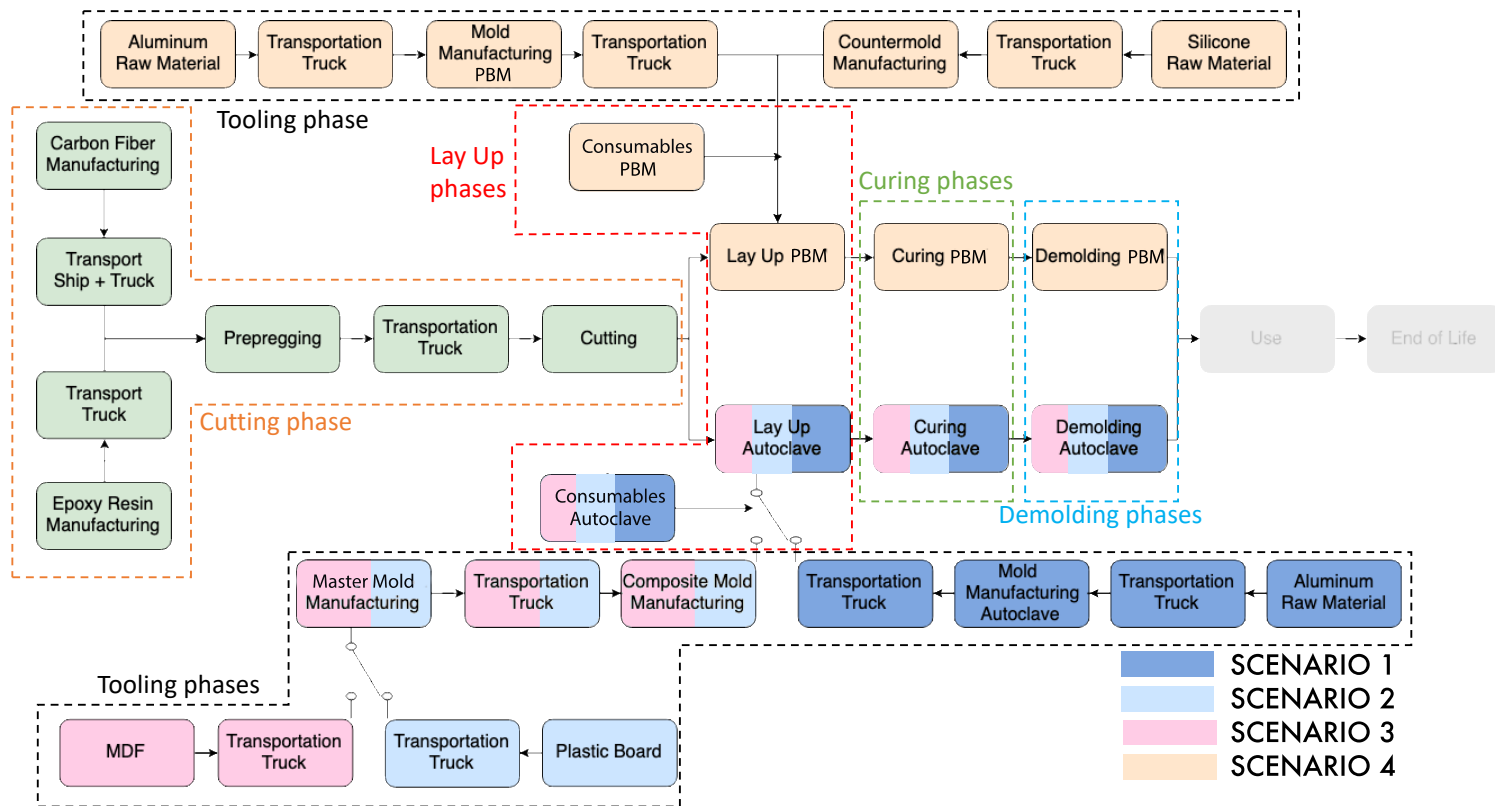 Aluminum
Raw Material
Transportation
Truck
Mold
Manufacturing
PBM
Transportation
Truck
Countermold
Manufacturing
Transportation
Truck
Silicone
Raw Material
Tooling phase
Carbon Fiber
Manufacturing
Consumables
PBM
Lay Up
phases
Curing phases
Transport
Ship + Truck
Lay Up PBM
Curing PBM
Demolding PBM
Prepregging
Transportation
Truck
Cutting
Use
End of Life
Transport
Truck
Cutting phase
Lay Up
Autoclave
Curing
Autoclave
Demolding
Autoclave
Epoxy Resin
Manufacturing
Consumables
Autoclave
Demolding phases
Master Mold
Manufacturing
Transportation
Truck
Composite Mold
Manufacturing
Transportation
Truck
Mold
Manufacturing
Autoclave
Transportation
Truck
Aluminum
Raw Material
Tooling phases
MDF
Transportation
Truck
Transportation
Truck
Plastic Board
SCENARIO 1
SCENARIO 2
SCENARIO 3
SCENARIO 4